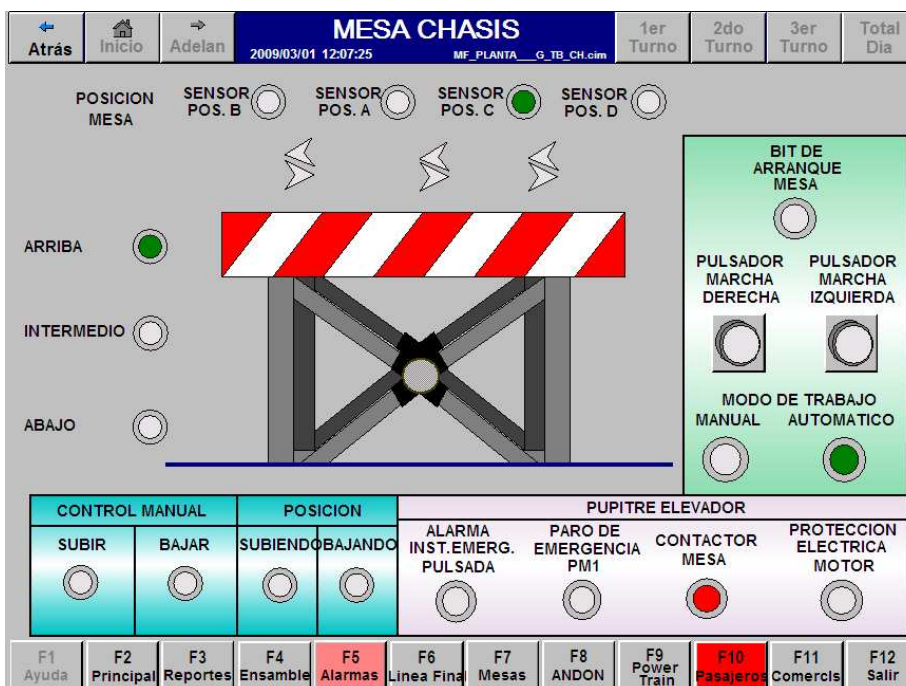 Atrás
Inicio
Adelan
MESA CHASIS
2009/03/01 12:07:25
MF_PLANTA___G_TB_CH.cim
1er
Turno
2do
Turno
3er
Turno
Total
Dia
POSICION
MESA
SENSOR
POS. B
SENSOR
POS. A
SENSOR
POS. C
SENSOR
POS. D
ARRIBA
INTERMEDIO
ABAJO
BIT DE
ARRANQUE
MESA
PULSADOR
MARCHA
DERECHA
PULSADOR
MARCHA
IZQUIERDA
MODO DE TRABAJO
MANUAL
AUTOMATICO
CONTROL MANUAL
SUBIR
BAJAR
POSICION
SUBIENDO
BAJANDO
PUPITRE ELEVADOR
ALARMA
INST.EMERG.
PULSADA
PARO DE
EMERGENCIA
PM1
CONTACTOR
MESA
PROTECCION
ELECTRICA
MOTOR
F1
Ayuda
F2
Principal
F3
Reportes
F4
Ensamble
F5
Alarmas
F6
Linea Fina
F7
Mesas
F8
ANDON
F9
Power
Train
F10
Pasajeros
F11
Comercls
F12
Salir